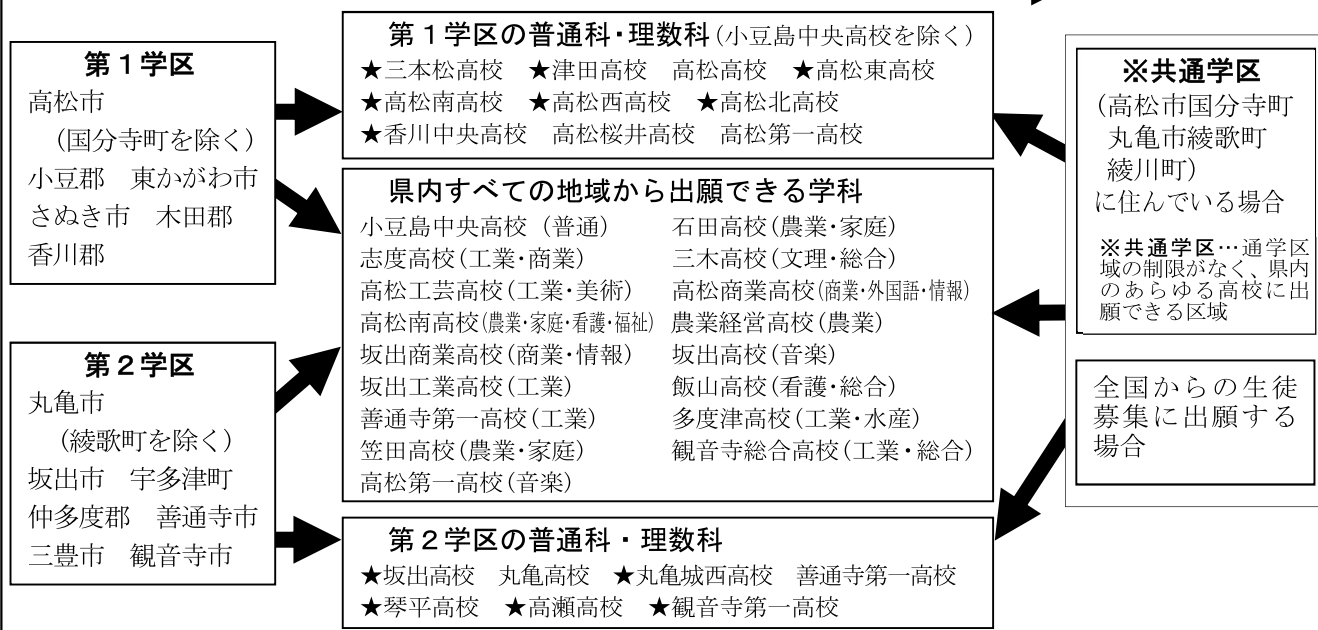 第１学区
高松市
(国分寺町を除く)
小豆郡　東かがわ市
さぬき市　木田郡
香川郡
第２学区
丸亀市
(綾歌町を除く)
坂出市　宇多津町
仲多度郡　善通寺市
三豊市　観音寺市
第１学区の普通科・理数科(小豆島中央高校を除く)
★三本松高校　★津田高校　高松高校　★高松東高校
★高松南高校　★高松西高校　★高松北高校
★香川中央高校　高松桜井高校　高松第一高校
県内すべての地域から出願できる学科
小豆島中央高校（普通）　石田高校(農業・家庭)
志度高校(工業・商業)　三木高校(文理・総合)
高松工芸高校(工業・美術)　高松商業高校(商業・外国語・情報)
高松南高校(農業・家庭・看護・福祉)　農業経営高校(農業)
坂出商業高校(商業・情報)　坂出高校(音楽)
坂出工業高校(工業)　飯山高校(看護・総合)
善通寺第一高校(工業)　多度津高校(工業・水産)
笠田高校(農業・家庭)　観音寺総合高校(工業・総合)
高松第一高校(音楽)
第２学区の普通科・理数科
★坂出高校　丸亀高校　★丸亀城西高校　善通寺第一高校
★琴平高校　★高瀬高校　★観音寺第一高校
※共通学区
(高松市国分寺町
丸亀市綾歌町
綾川町)
に住んでいる場合
※共通学区…通学区
域の制限がなく、県内
のあらゆる高校に出
願できる区域
全国からの生徒
募集に出願する
場合